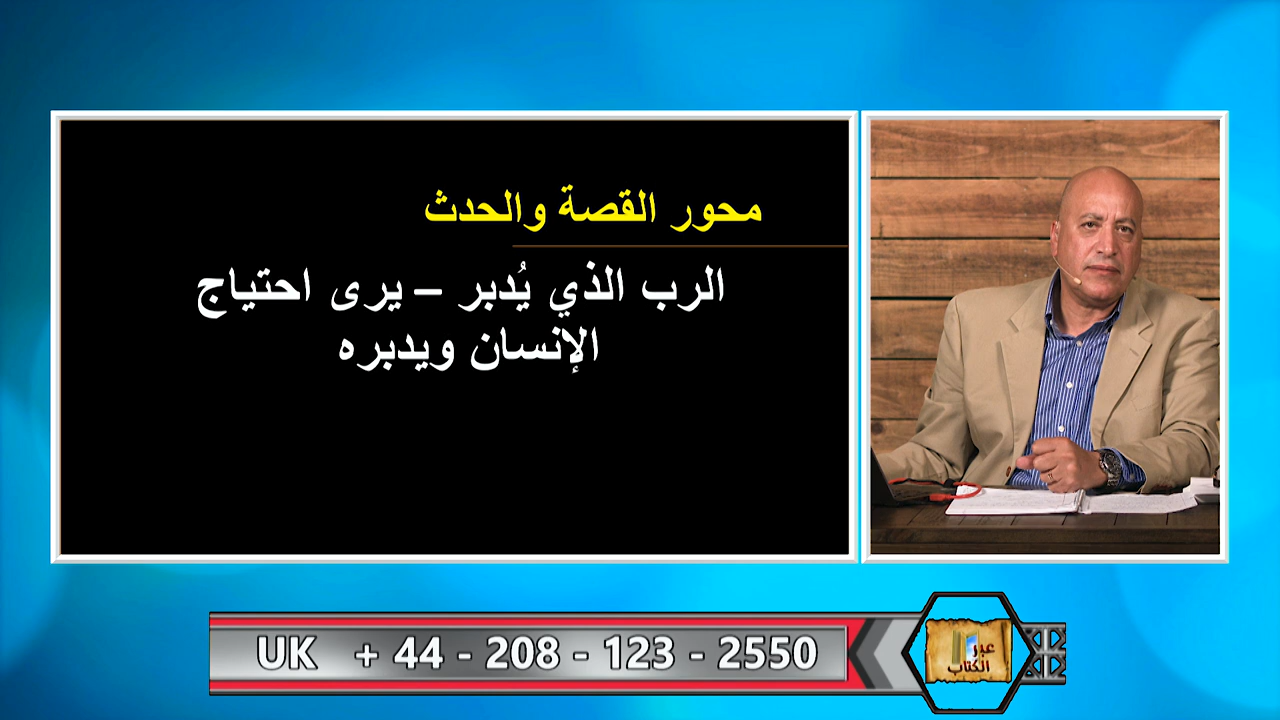 محور القصة والحدث
الرب الذي يُدبر – يرى احتياج
الإنسان ويدبره
UK + 44 - 208 - 123 - 2550
عبر
الكتاب